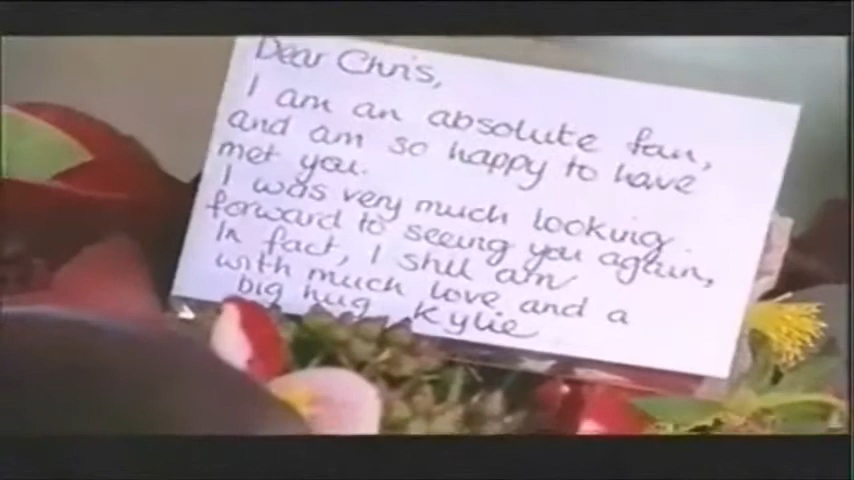 Dear Chris,
I am an absolute fan,
and am so happy to have
met you.
I was very much looking
forward to seeing you again,
In fact, I still am
with much love and a
big hug Kylie